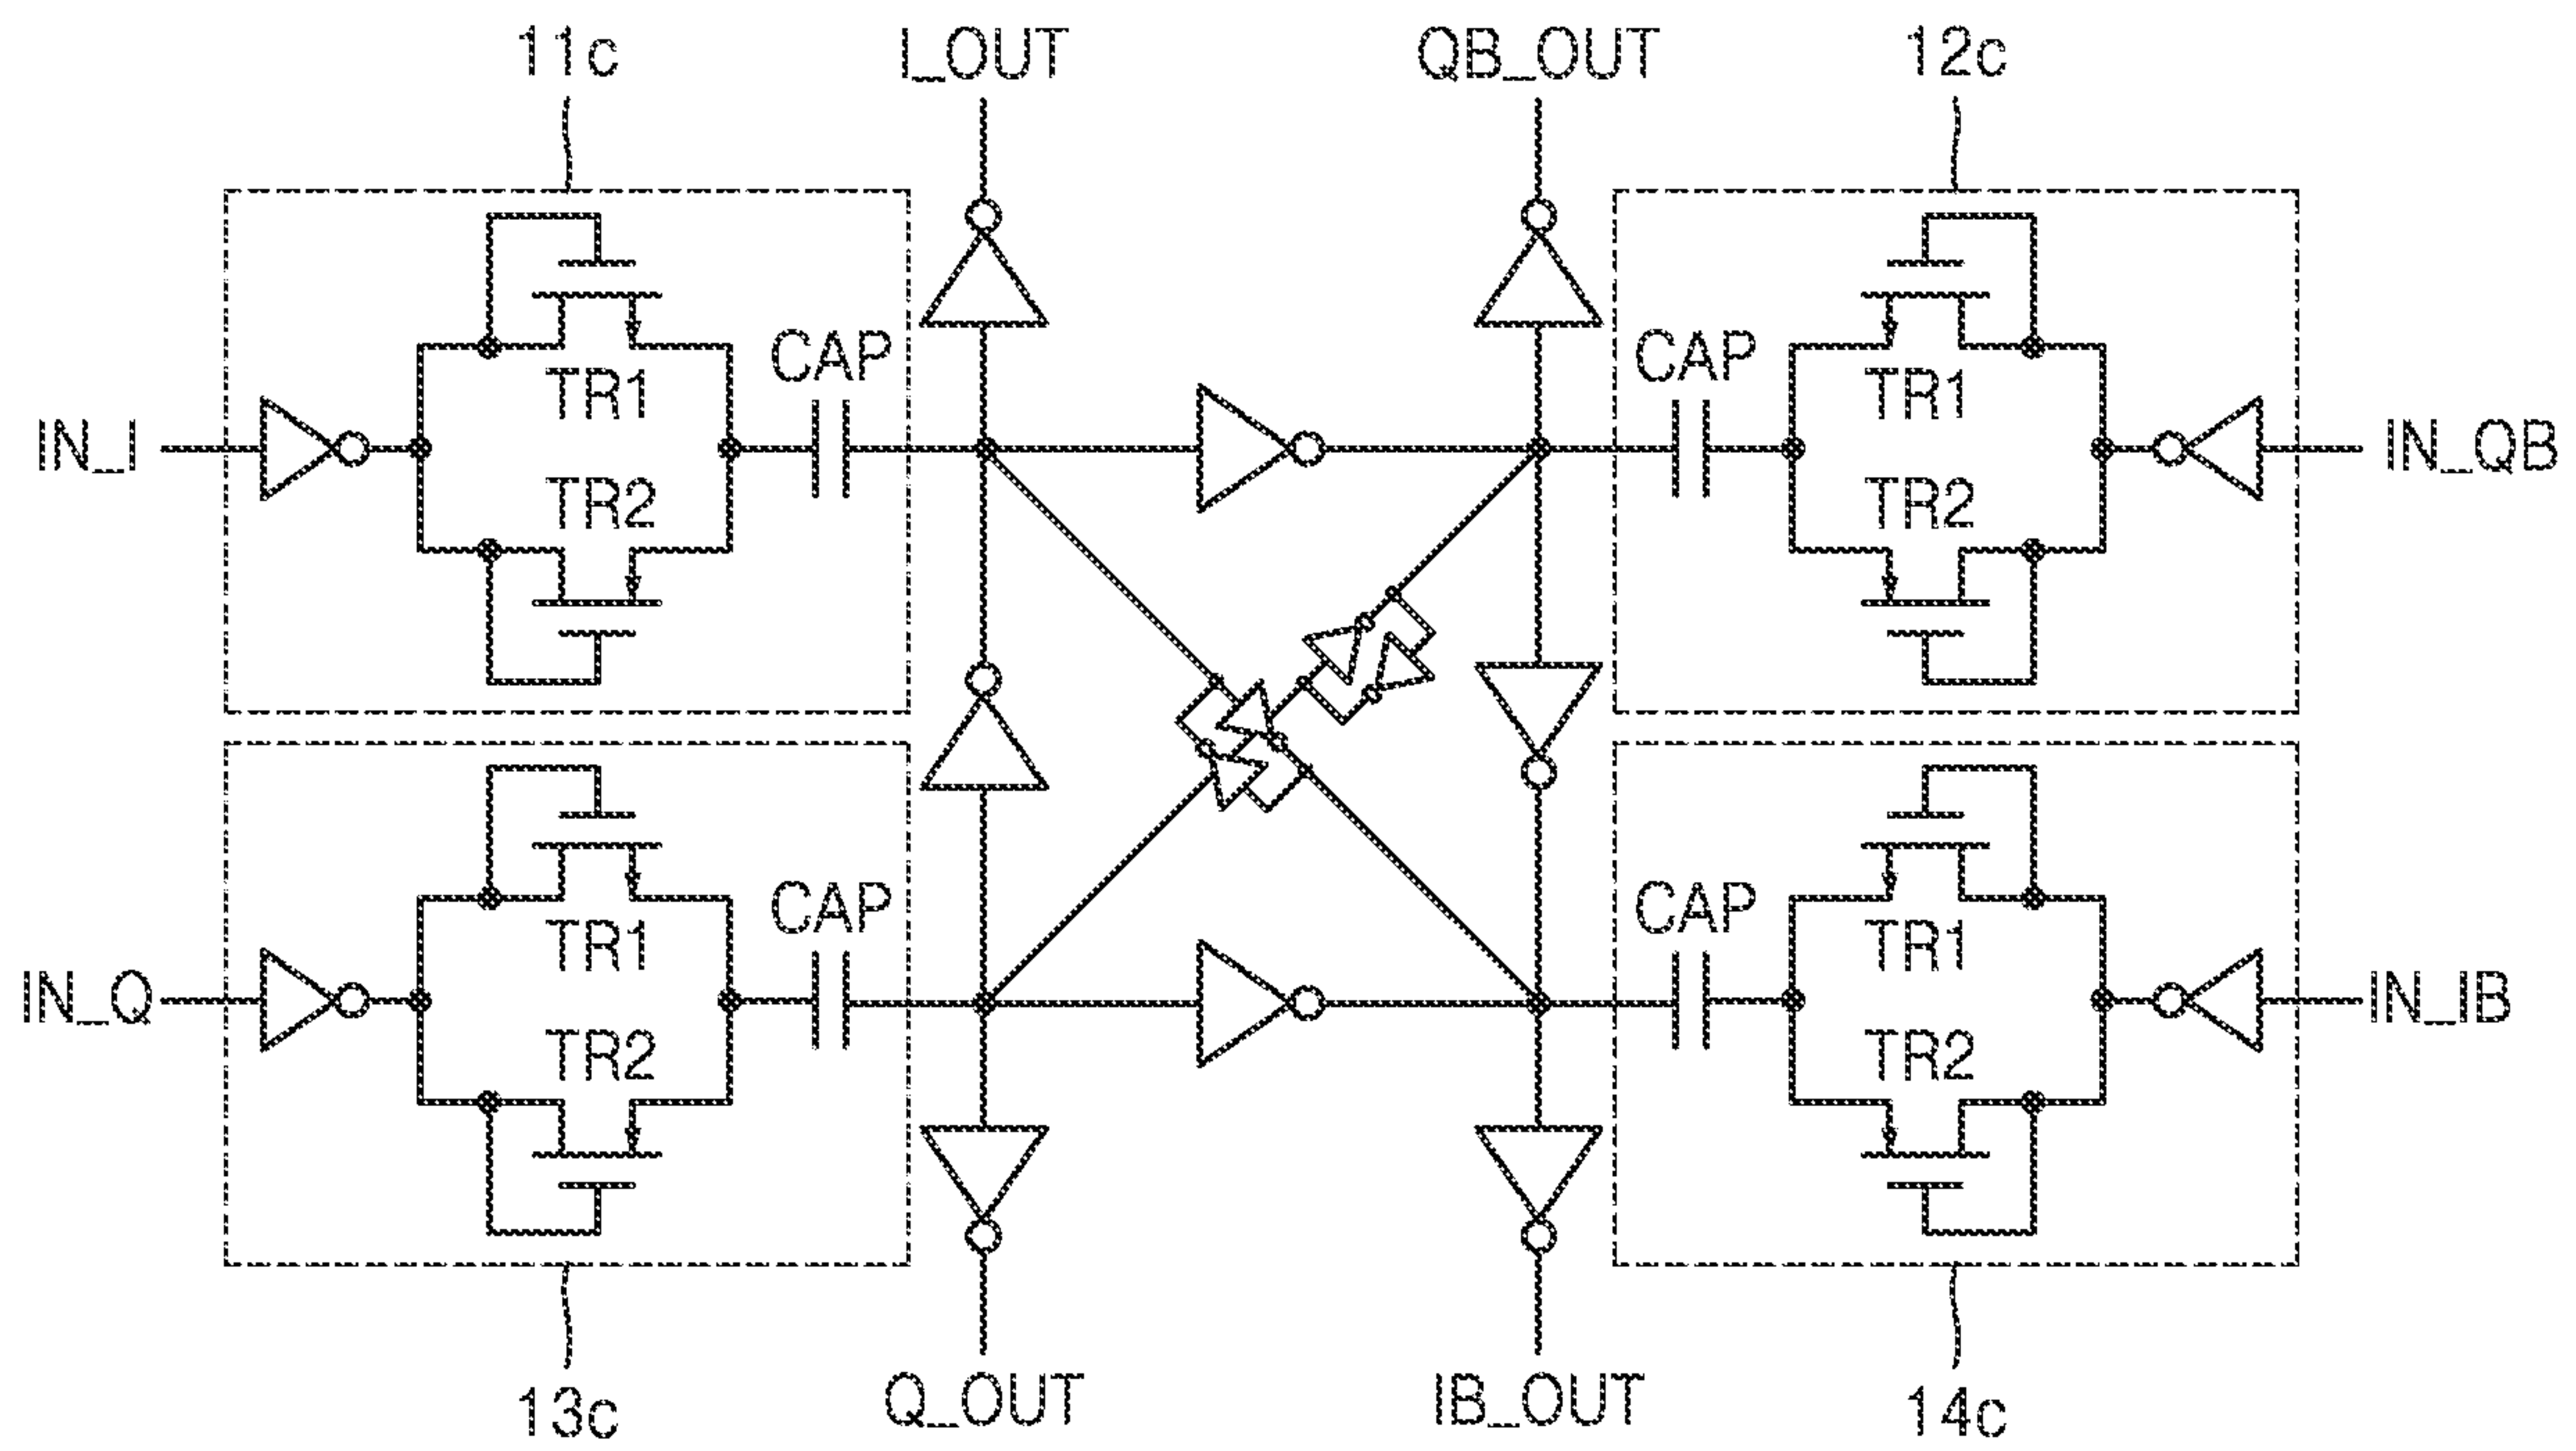 11c I_OUT QB_OUT 12c
CAP CAP
TR1 TR1
IN_I IN_QB
TR2 TR2
CAP CAP
TR1 TR1
IN_Q IN_IB
TR2 TR2
13c Q_OUT IB_OUT 14c